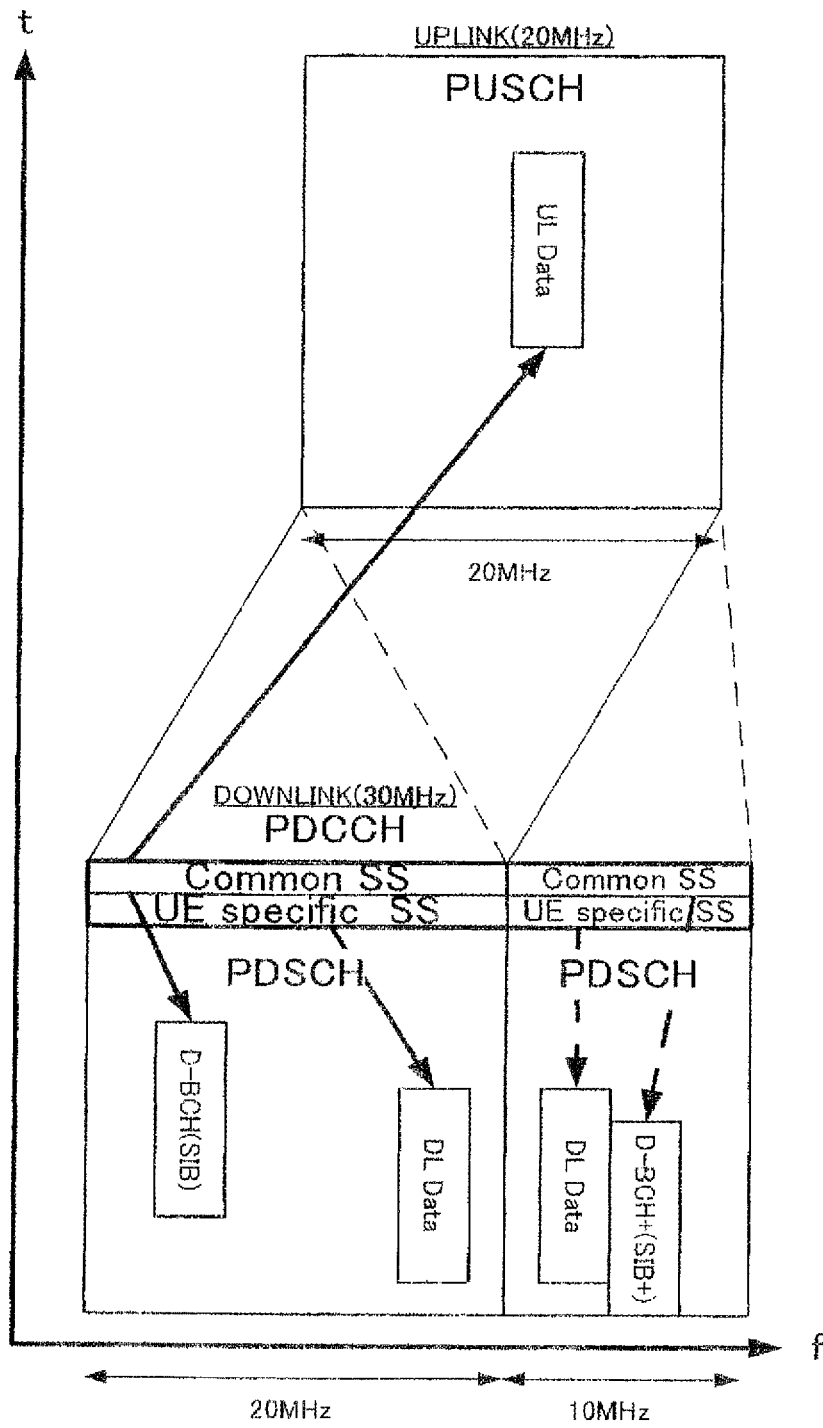 t
UPLINK(20MHz)
PUSCH
UL Data
20MHz
DOWNLINK(30MHz)
PDCCH
Common SS
Common SS
UE specific SS
UE specific/SS
PDSCH
PDSCH
D-BCH(SIB)
DL Data
DL Data
D-BCH+(SIB+)
f
20MHz
10MHz